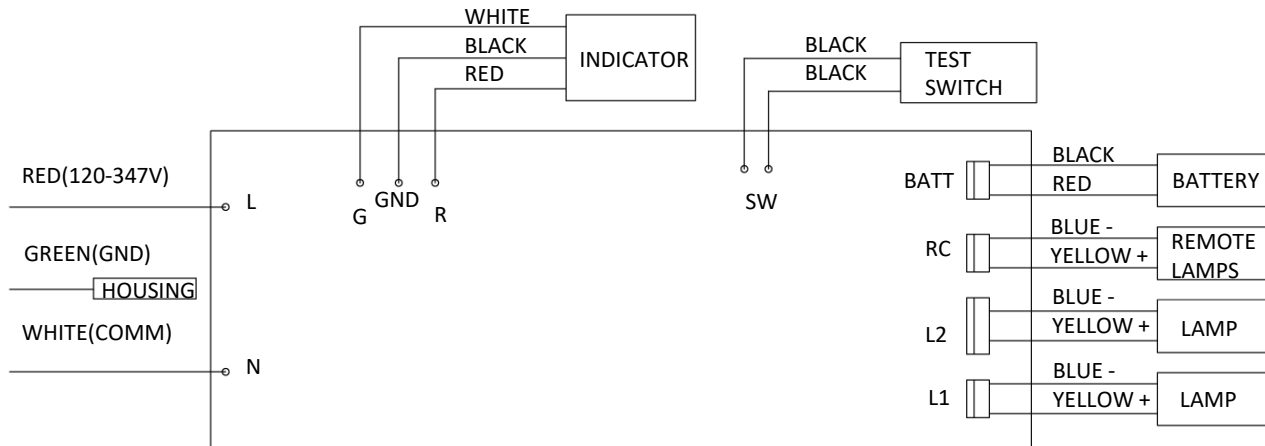 WHITE
BLACK
RED
INDICATOR
BLACK
BLACK
TEST
SWITCH
RED(120-347V)
L
GREEN(GND)
HOUSING
WHITE(COMM)
N
G
GND
R
SW
BATT
BLACK
RED
BATTERY
RC
BLUE -
YELLOW +
REMOTE
LAMPS
L2
BLUE -
YELLOW +
LAMP
L1
BLUE -
YELLOW +
LAMP